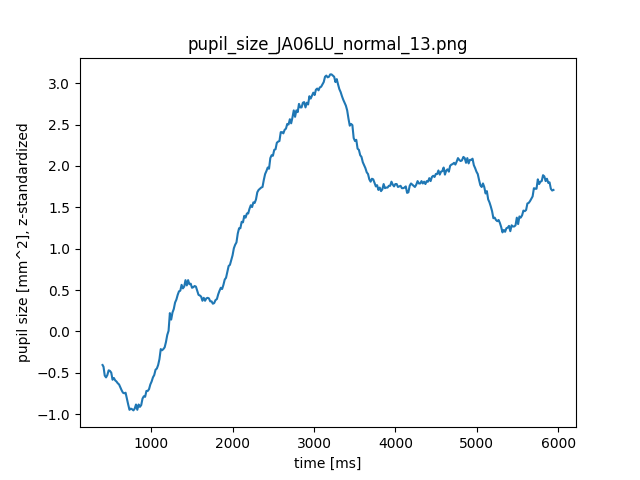 pupil_size_JA06LU_normal_13.png
pupil size [mm^2], z-standardized
3.0
2.5
2.0
1.5
1.0
0.5
0.0
−0.5
−1.0
1000 2000 3000 4000 5000 6000
time [ms]